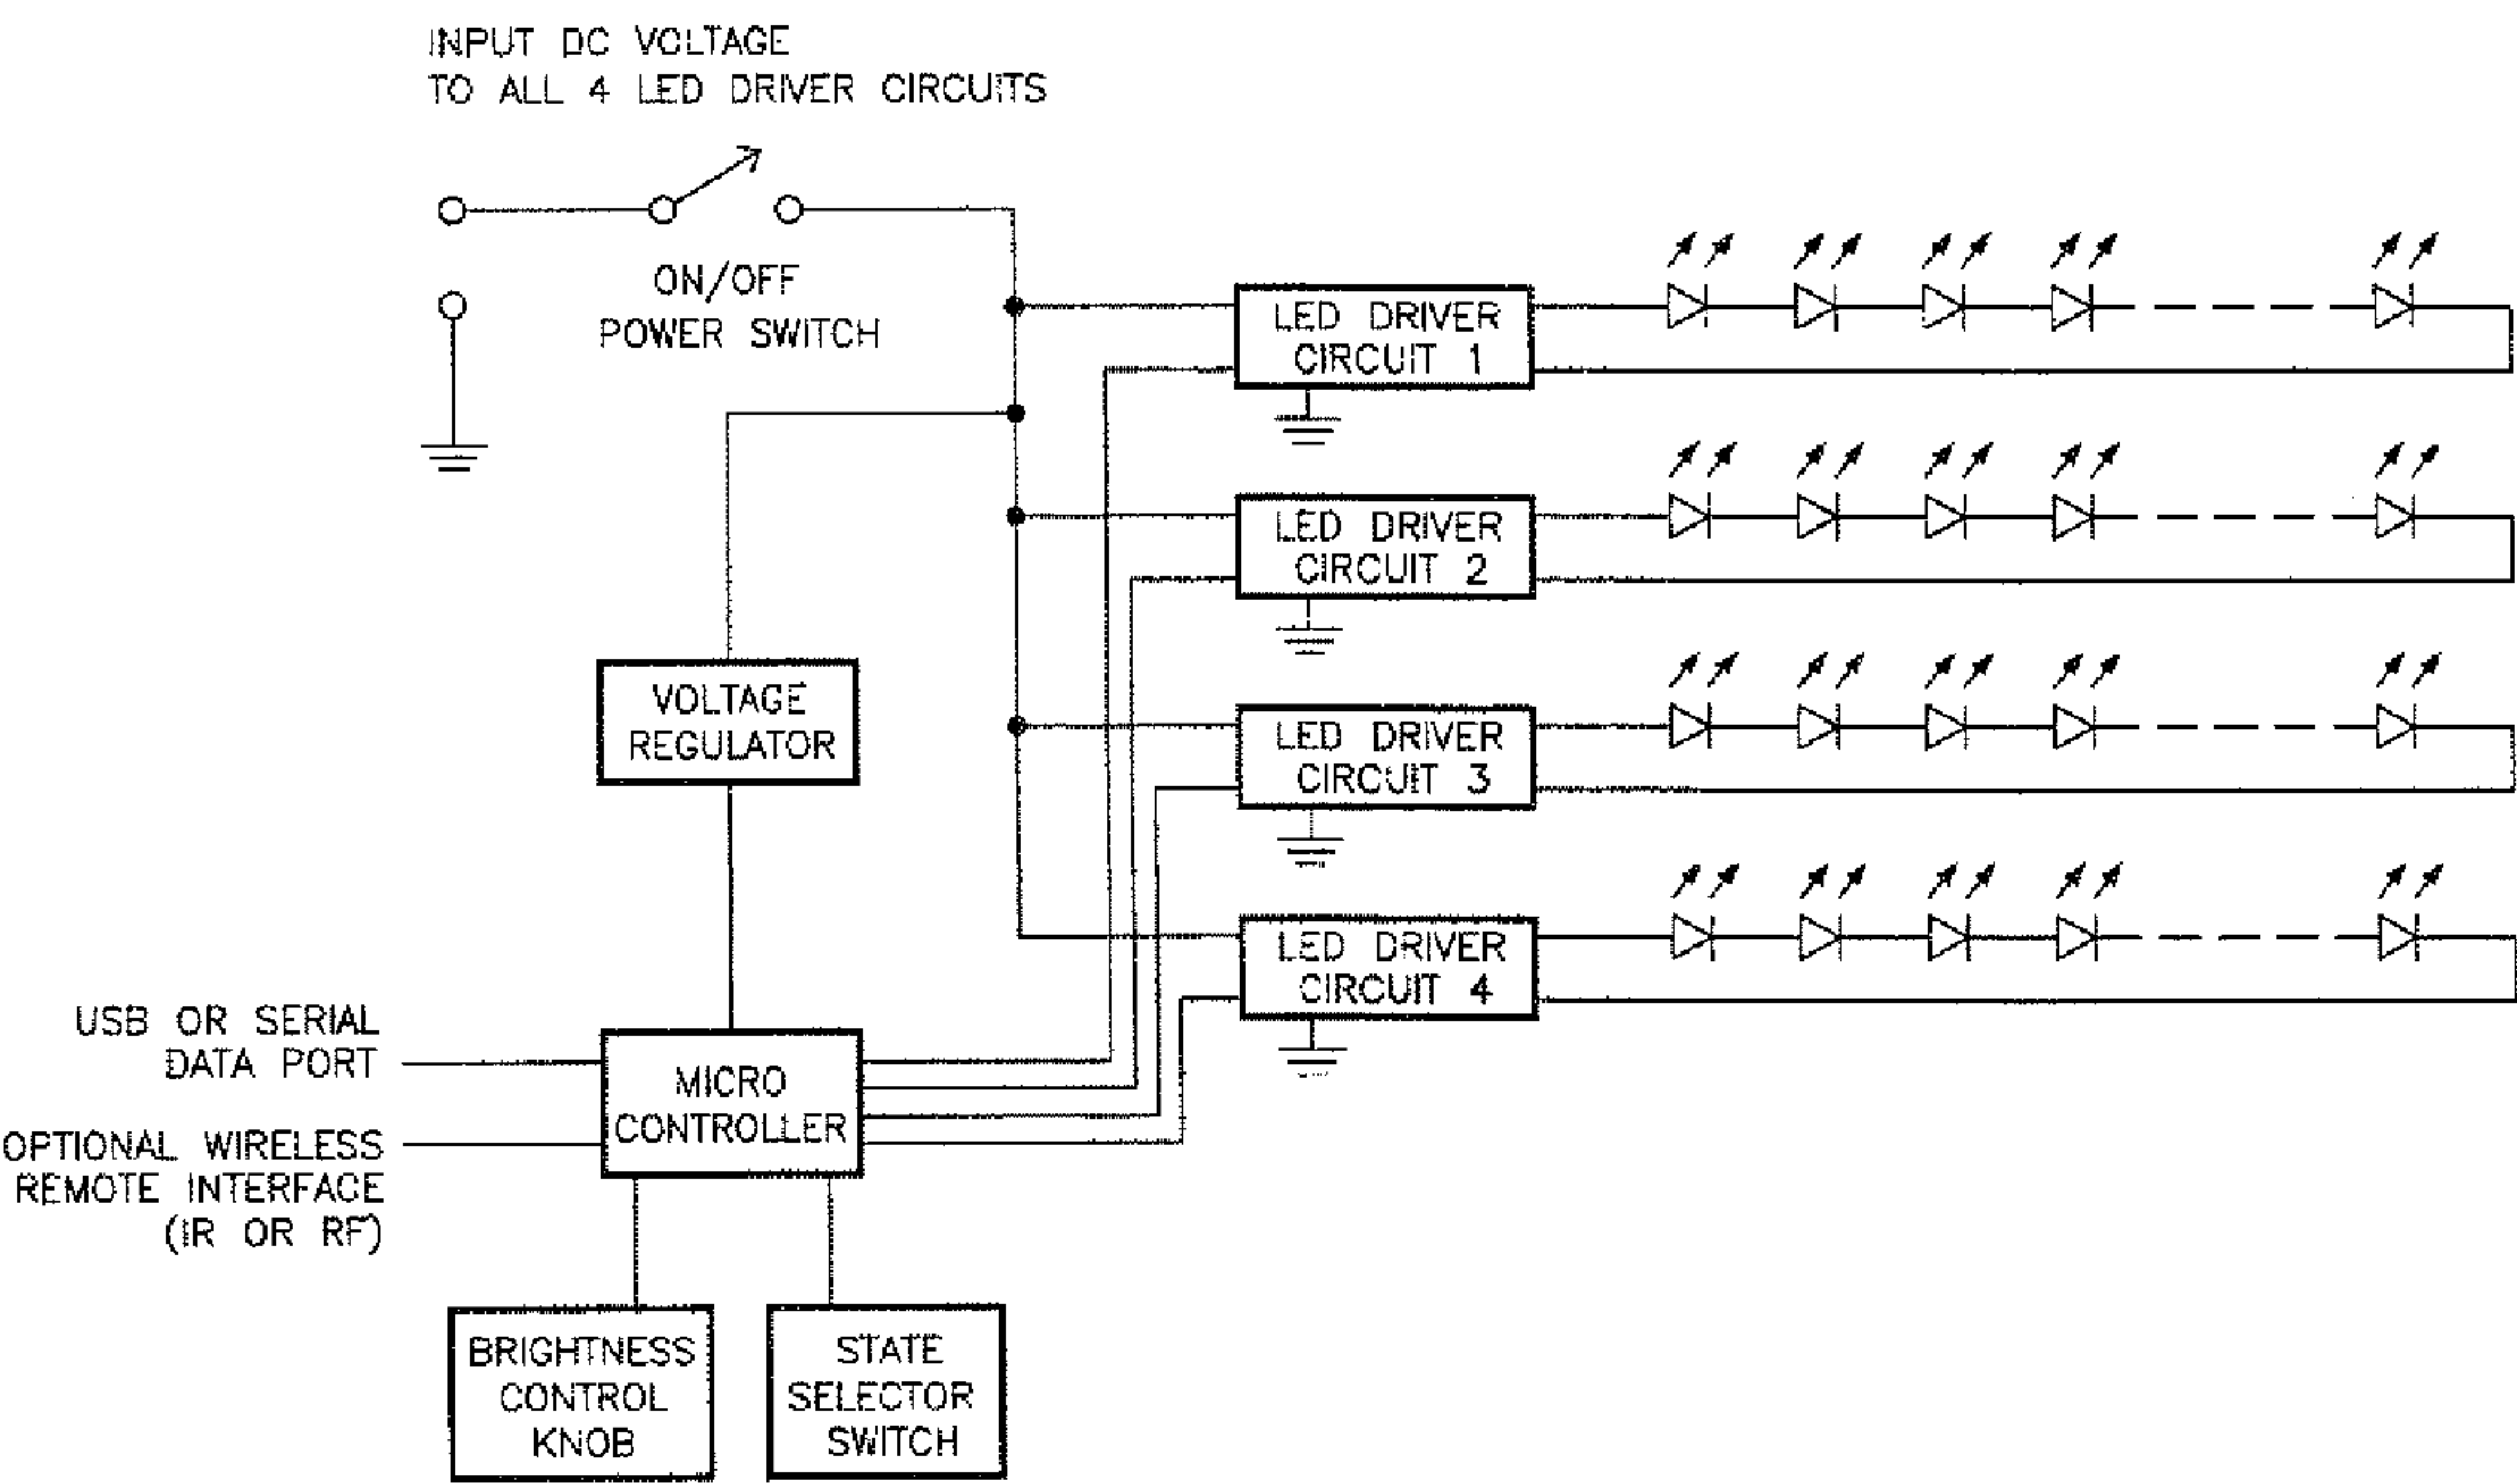 INPUT DC VOLTAGE
TO ALL 4 LED DRIVER CIRCUITS
ON/OFF
POWER SWITCH
LED DRIVER
CIRCUIT 1
LED DRIVER
CIRCUIT 2
VOLTAGE
REGULATOR
LED DRIVER
CIRCUIT 3
LED DRIVER
CIRCUIT 4
USB OR SERIAL
DATA PORT
MICRO
CONTROLLER
OPTIONAL WIRELESS
REMOTE INTERFACE
(IR OR RF)
BRIGHTNESS
CONTROL
KNOB
STATE
SELECTOR
SWITCH